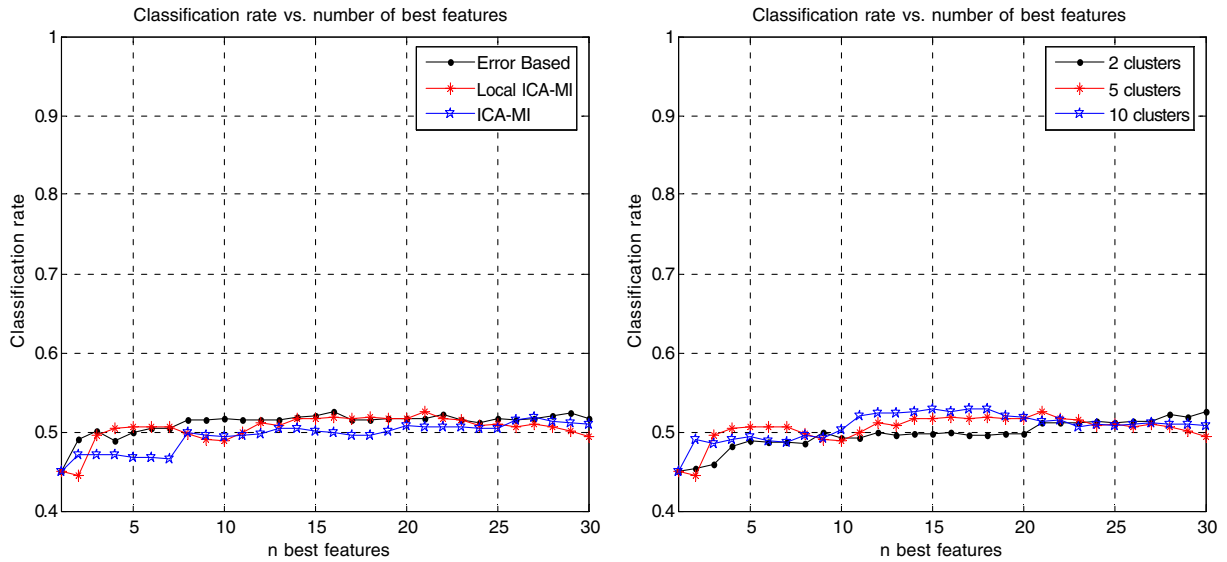 Classification rate vs. number of best features
1
0.9
0.8
0.7
0.6
0.5
0.4
Classification rate
Error Based
Local ICA-MI
ICA-MI
5
10
15
20
25
30
n best features
Classification rate vs. number of best features
1
0.9
0.8
0.7
0.6
0.5
0.4
Classification rate
2 clusters
5 clusters
10 clusters
5
10
15
20
25
30
n best features